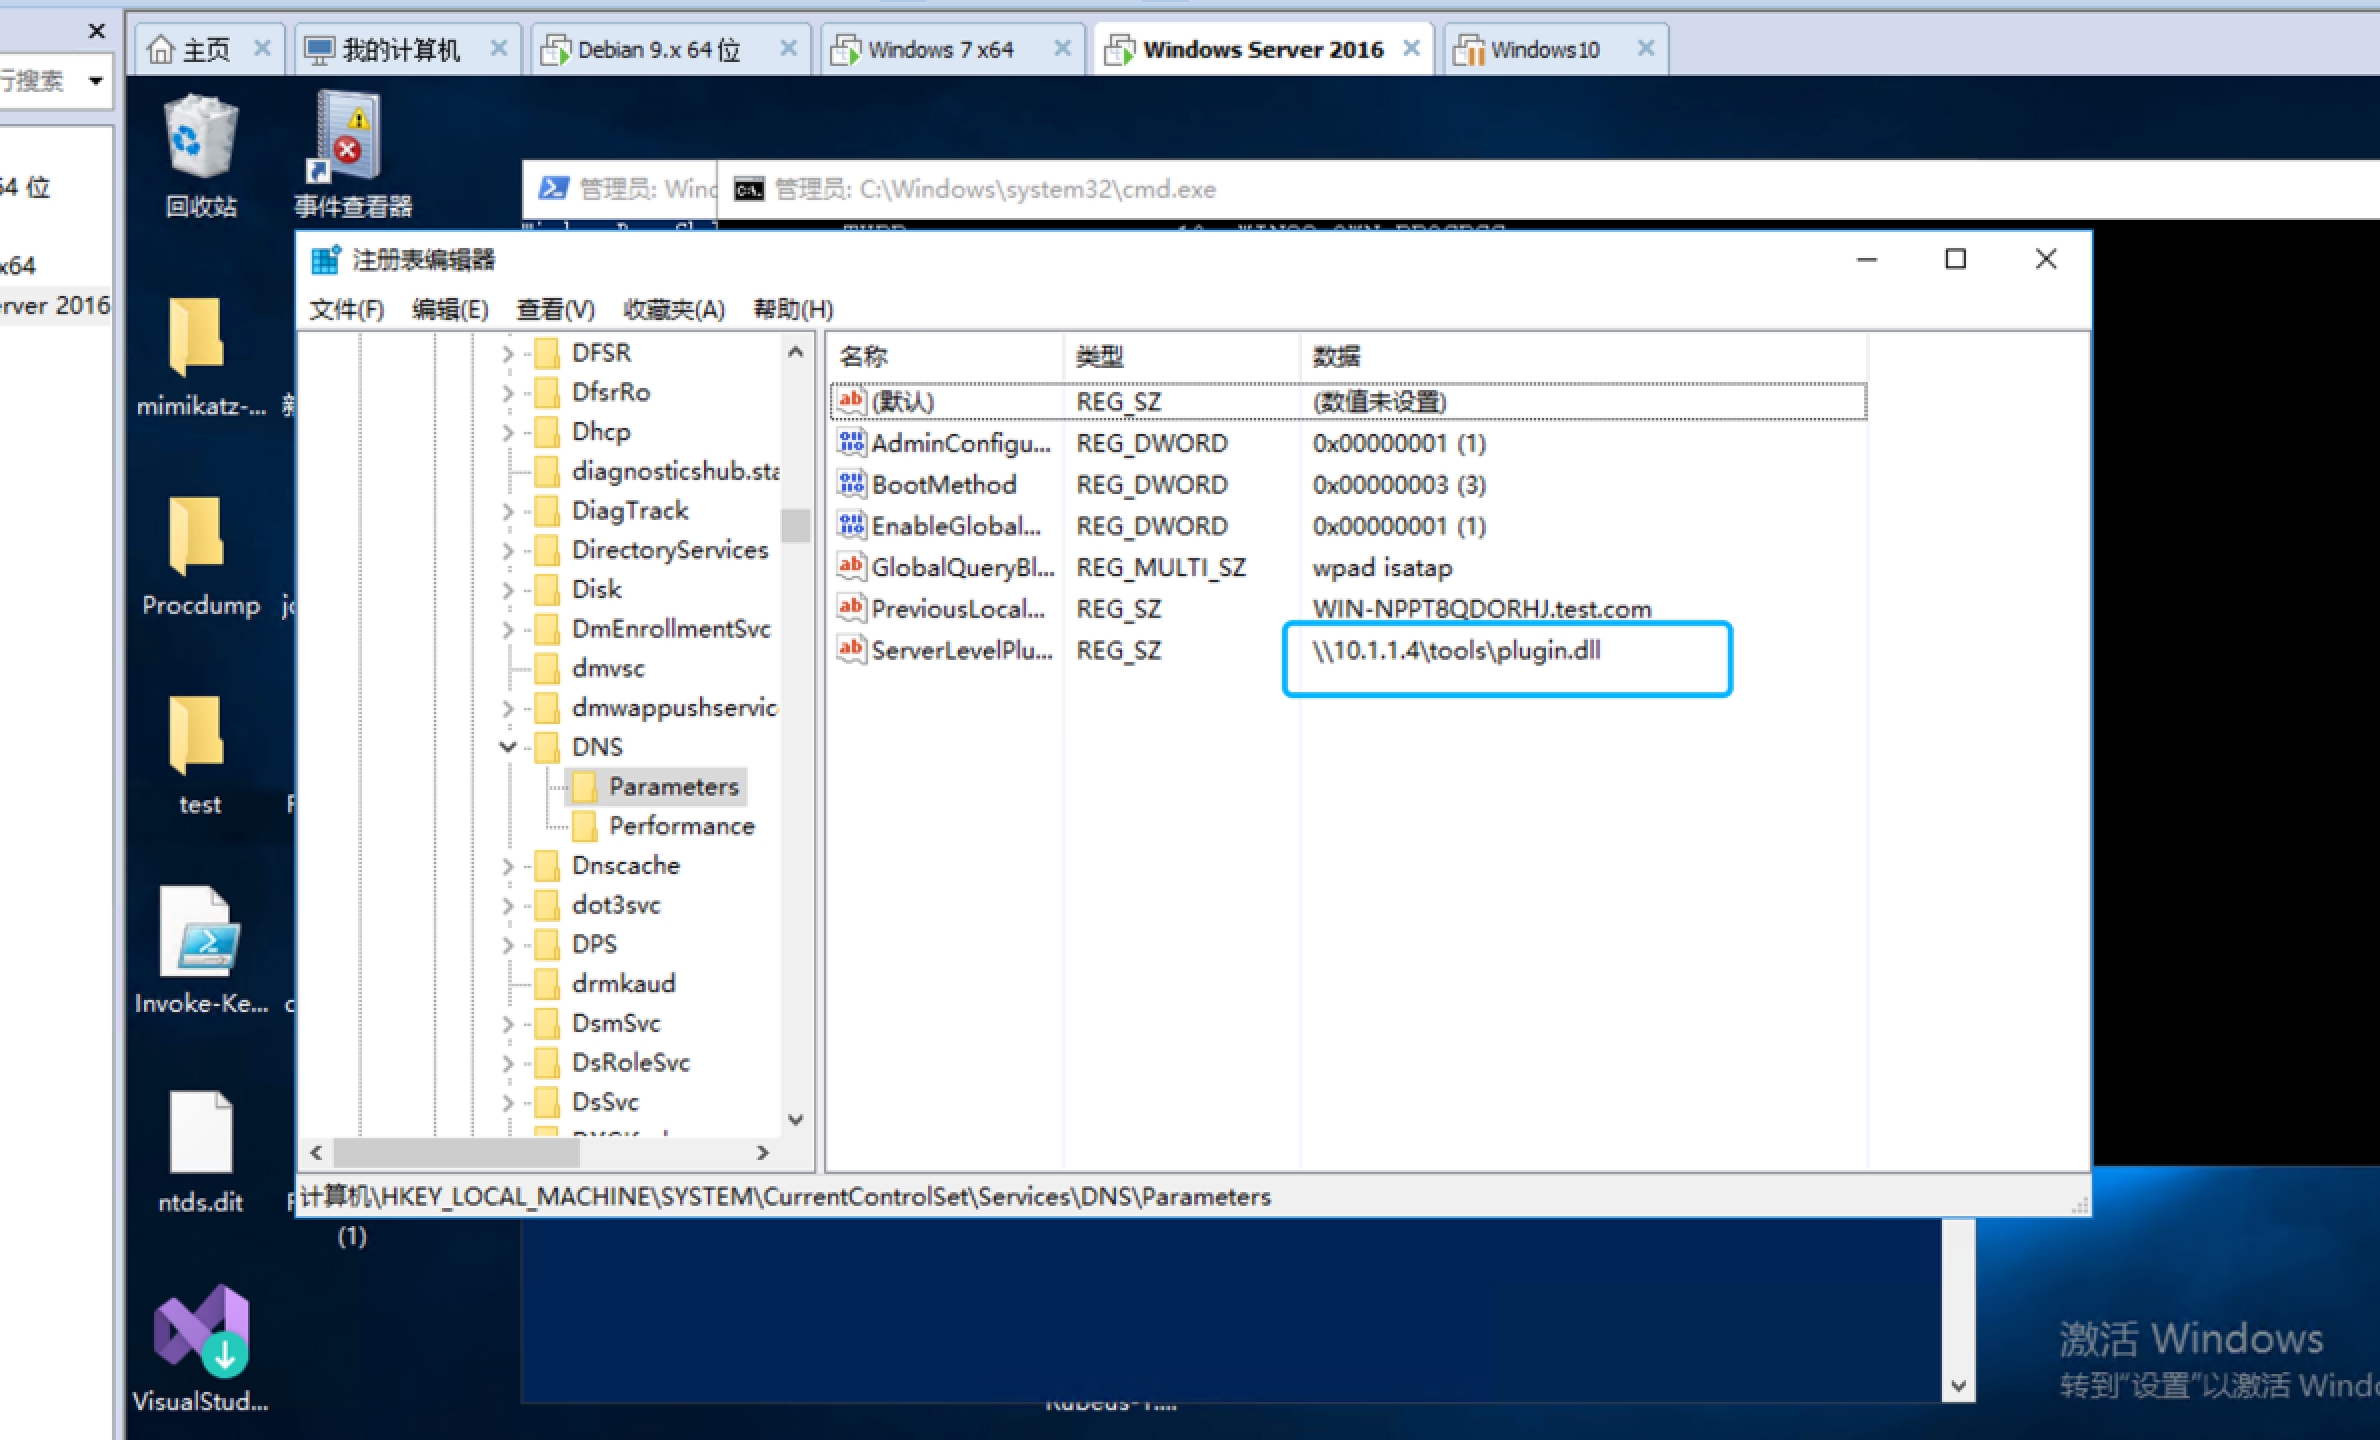 主页
我的计算机
Debian 9.x 64 位
Windows 7 x64
Windows Server 2016
Windows10
行搜索
64 位
x64
erver 2016
回收站
事件查看器
mimikatz-...
Procdump
test
Invoke-Ke...
ntds.dit
(1)
VisualStud...
管理员: Wind
管理员: C:\Windows\system32\cmd.exe
注册表编辑器
文件(F) 编辑(E) 查看(V) 收藏夹(A) 帮助(H)
DFSR
DfsrRo
Dhcp
diagnosticshub.sta
DiagTrack
DirectoryServices
Disk
DmEnrollmentSvc
dmvsc
dmwappushservic
DNS
Parameters
Performance
Dnscache
dot3svc
DPS
drmkaud
DsmSvc
DsRoleSvc
DsSvc
名称 类型 数据
(默认) REG_SZ (数值未设置)
AdminConfigu... REG_DWORD 0x00000001 (1)
BootMethod REG_DWORD 0x00000003 (3)
EnableGlobal... REG_DWORD 0x00000001 (1)
GlobalQueryBl... REG_MULTI_SZ wpad isatap
PreviousLocal... REG_SZ WIN-NPPT8QDORHJ.test.com
ServerLevelPlu... REG_SZ \\10.1.1.4\tools\plugin.dll
计算机\HKEY_LOCAL_MACHINE\SYSTEM\CurrentControlSet\Services\DNS\Parameters
激活 Windows
转到"设置"以激活 Windo